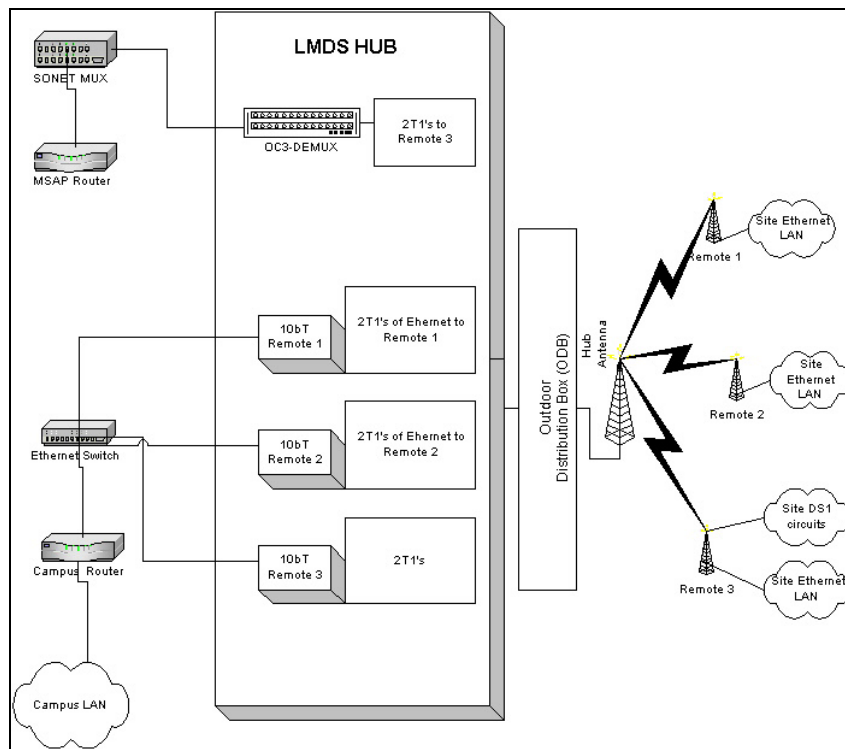 LMDS HUB
SONET MUX
MSAP Router
OC3-DEMUX
2T1's to
Remote 3
Site Ethernet
LAN
Remote 1
10bT
Remote 1
2T1's of Ehernet to
Remote 1
Outdoor
Distribution Box (ODB)
Hub
Antenna
Site
Ethernet
LAN
Remote 2
Ethernet Switch
10bT
Remote 2
2T1's of Ehernet to
Remote 2
Campus Router
10bT
Remote 3
2T1's
Site DS1
circuits
Site Ethernet
LAN
Remote 3
Campus LAN